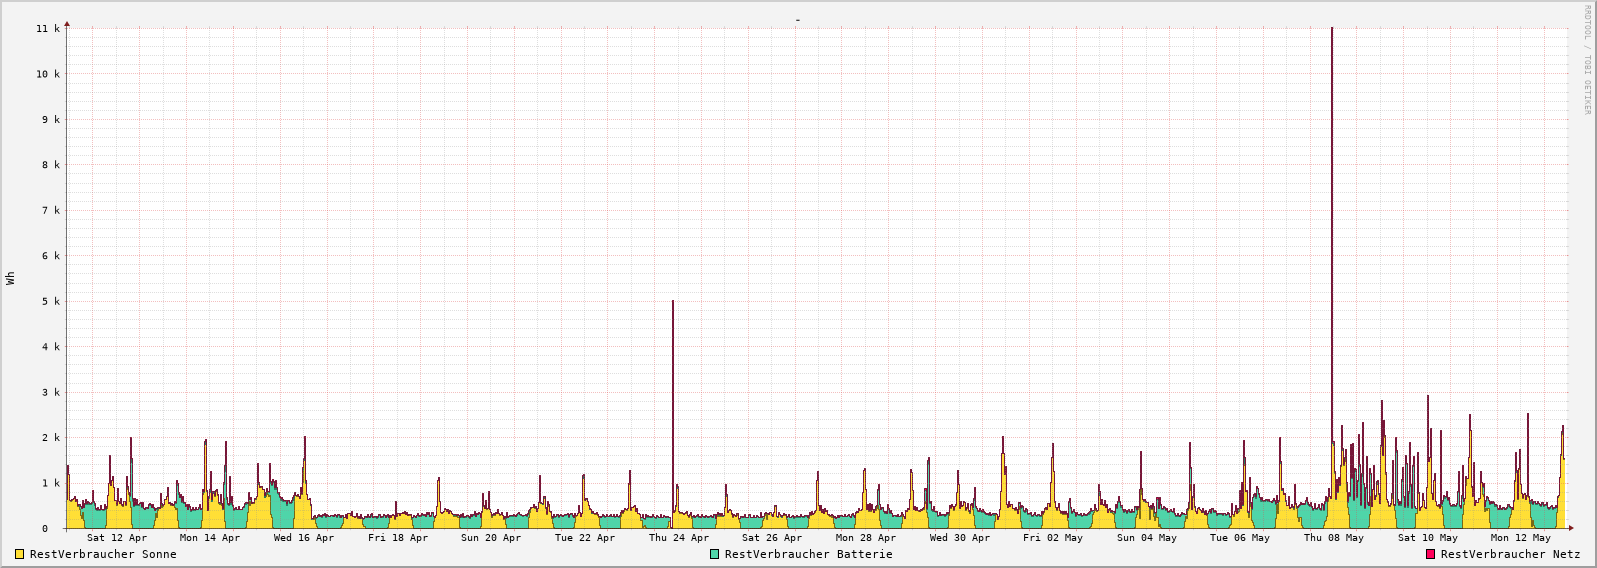 -
RRDTOOL / TOBI OETIKER
Wh
11 k
10 k
9 k
8 k
7 k
6 k
5 k
4 k
3 k
2 k
1 k
0
Sat 12 Apr Mon 14 Apr Wed 16 Apr Fri 18 Apr Sun 20 Apr Tue 22 Apr Thu 24 Apr Sat 26 Apr Mon 28 Apr Wed 30 Apr Fri 02 May Sun 04 May Tue 06 May Thu 08 May Sat 10 May Mon 12 May
RestVerbraucher Sonne RestVerbraucher Batterie RestVerbraucher Netz